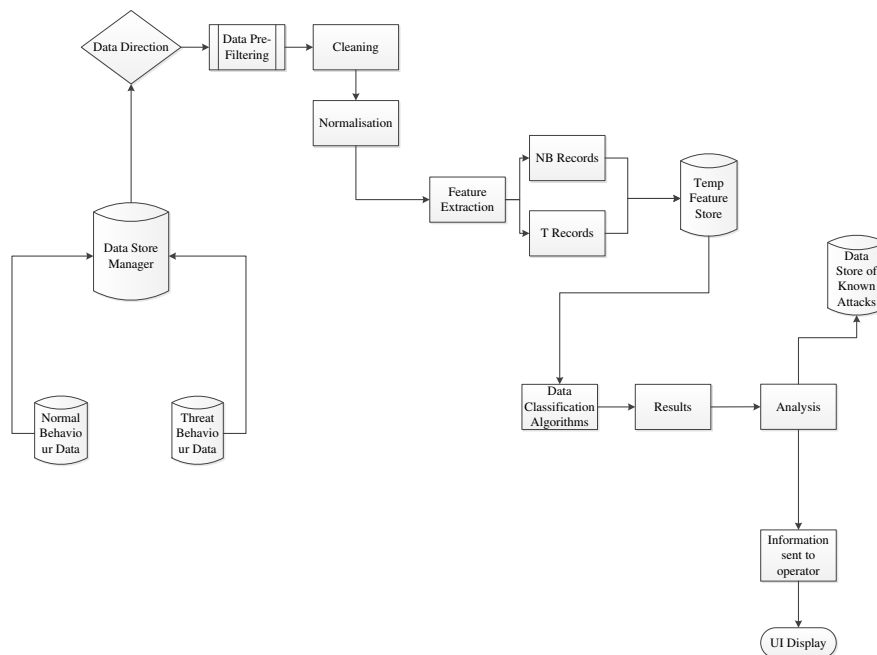 Data Direction
Data Pre-
Filtering
Cleaning
Normalisation
Feature
Extraction
NB Records
T Records
Temp
Feature
Store
Data Store
Manager
Data
Store of
Known
Attacks
Normal
Behavio
ur Data
Threat
Behavio
ur Data
Data
Classification
Algorithms
Results
Analysis
Information
sent to
operator
UI Display